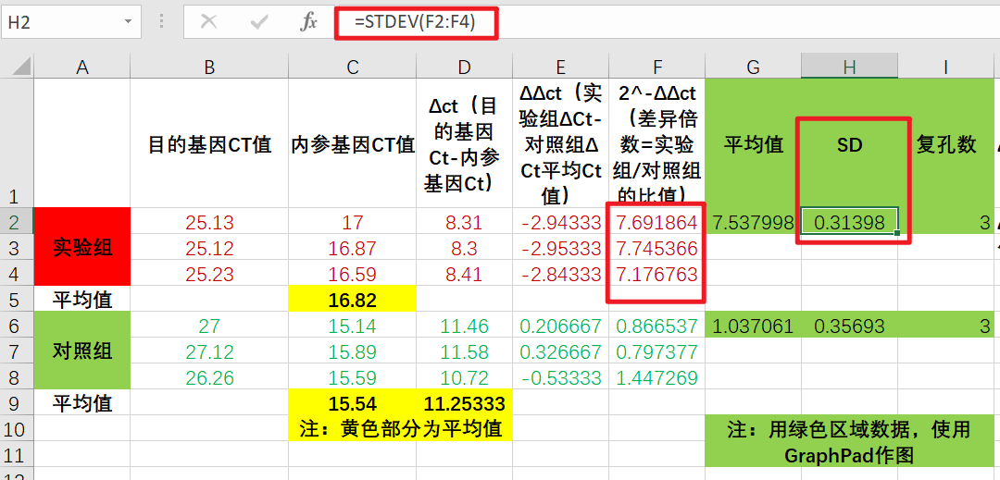 H2 fx =STDEV(F2:F4)
A B C D E F G H I
1 目的基因CT值 内参基因CT值 Δct（目的基因Ct-内参基因Ct） ΔΔct（实验组ΔCt-对照组ΔCt平均Ct值） 2^-ΔΔct（差异倍数=实验组/对照组的比值） 平均值 SD 复孔数
2 25.13 17 8.31 -2.94333 7.691864 7.537998 0.31398 3
3 实验组 25.12 16.87 8.3 -2.95333 7.745366
4 25.23 16.59 8.41 -2.84333 7.176763
5 平均值 16.82
6 27 15.14 11.46 0.206667 0.866537 1.037061 0.35693 3
7 对照组 27.12 15.89 11.58 0.326667 0.797377
8 26.26 15.59 10.72 -0.53333 1.447269
9 平均值 15.54 11.25333
10 注：黄色部分为平均值 注：用绿色区域数据，使用
11 GraphPad作图